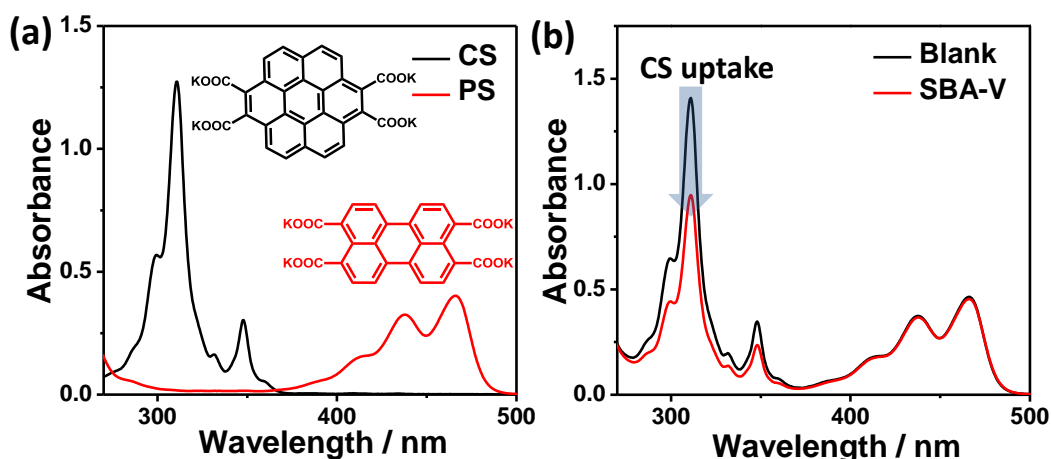 (a)
1.5
1.0
0.5
0.0
Absorbance
300
400
500
Wavelength / nm
CS
PS
KOOC
COOK
KOOC
COOK
KOOC
COOK
KOOC
COOK
(b)
1.5
1.0
0.5
0.0
Absorbance
300
400
500
Wavelength / nm
CS uptake
Blank
SBA-V